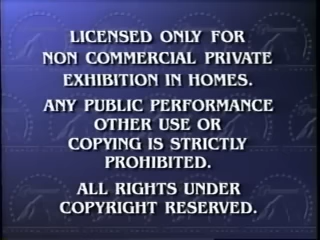 LICENSED ONLY FOR
NON COMMERCIAL PRIVATE
EXHIBITION IN HOMES.
ANY PUBLIC PERFORMANCE
OTHER USE OR
COPYING IS STRICTLY
PROHIBITED.
ALL RIGHTS UNDER
COPYRIGHT RESERVED.